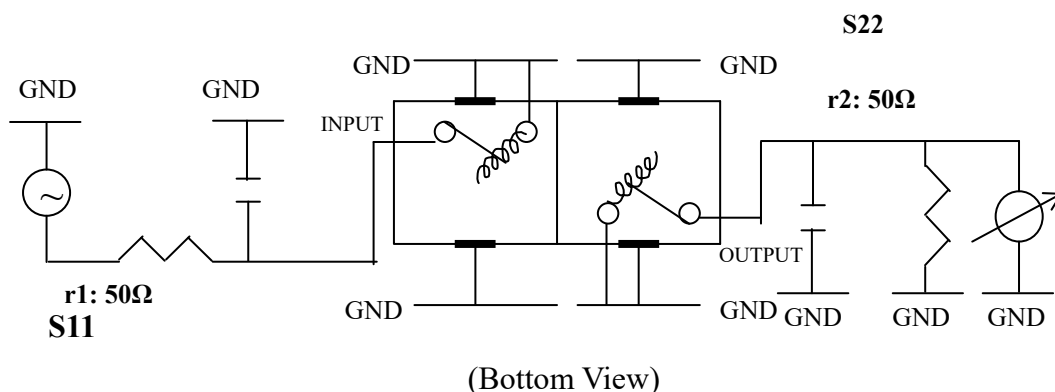 S22
GND
GND
GND
GND
r2: 50Ω
INPUT
OUTPUT
r1: 50Ω
S11
GND
GND
GND
GND
GND
(Bottom View)